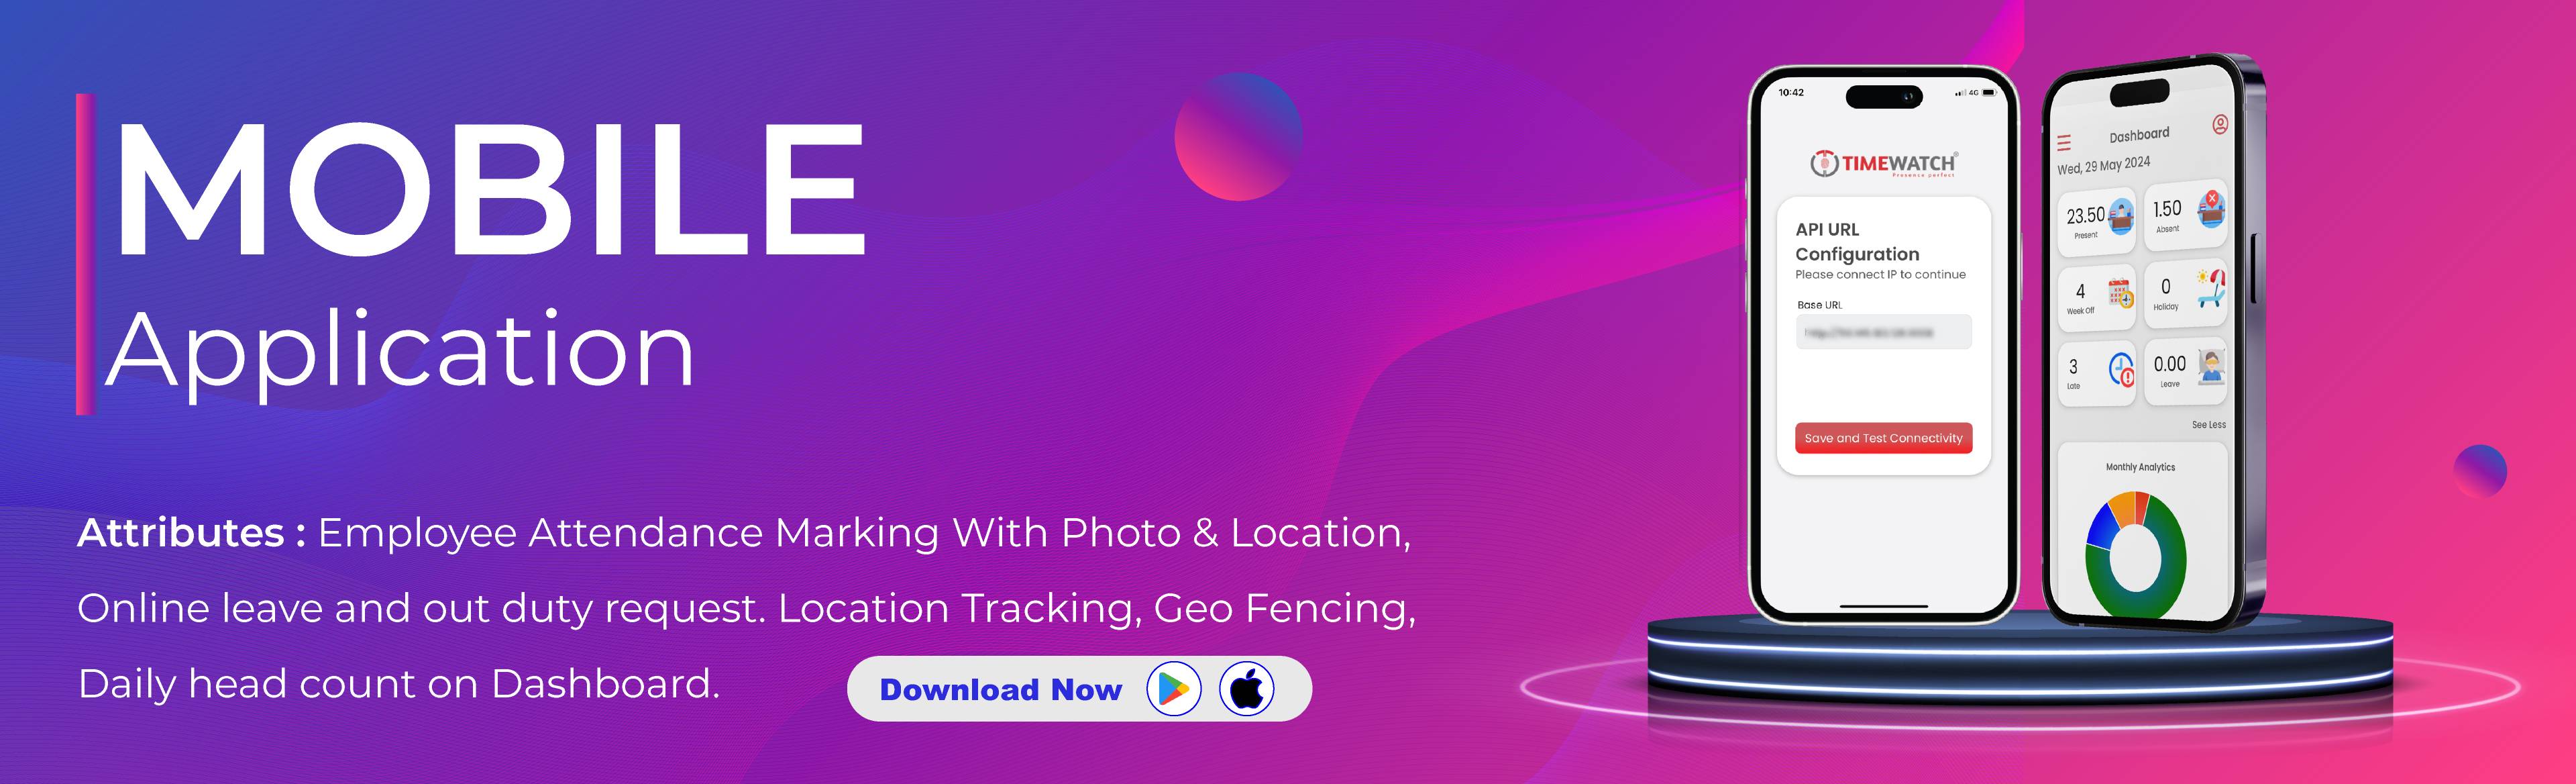 MOBILE
Application
Attributes : Employee Attendance Marking With Photo & Location,
Online leave and out duty request. Location Tracking, Geo Fencing,
Daily head count on Dashboard.
Download Now
10:42
4G
TIMEWATCH®
Presence perfect
API URL
Configuration
Please connect IP to continue
Base URL
Save and Test Connectivity
Dashboard
Wed, 29 May 2024
23.50
Present
1.50
Absent
4
Week Off
0
Holiday
3
Late
0.00
Leave
See Less
Monthly Analytics